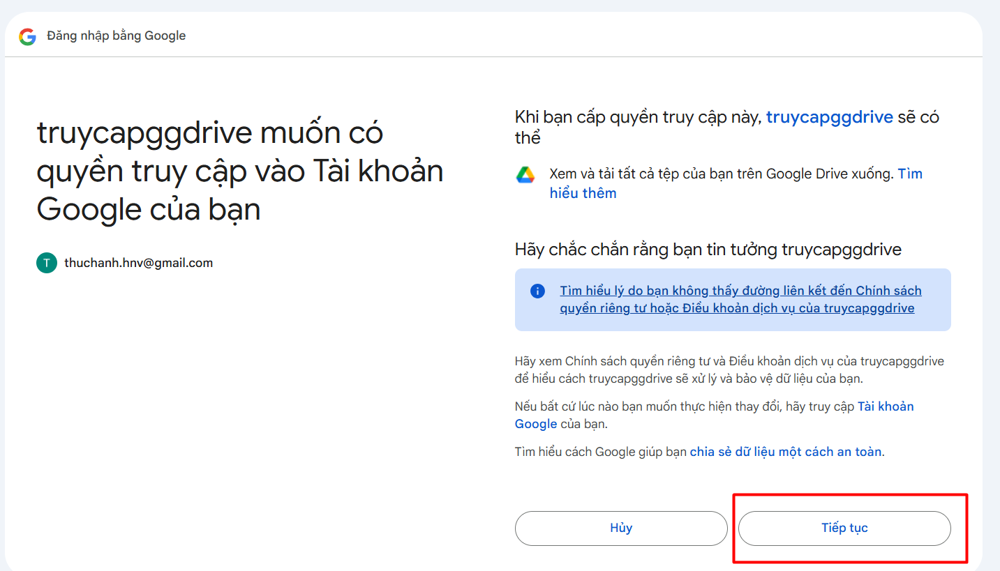 Đăng nhập bằng Google
truycapggdrive muốn có
quyền truy cập vào Tài khoản
Google của bạn
T thuchanh.hnv@gmail.com
Khi bạn cấp quyền truy cập này, truycapggdrive sẽ có
thể
Xem và tải tất cả tệp của bạn trên Google Drive xuống. Tìm
hiểu thêm
Hãy chắc chắn rằng bạn tin tưởng truycapggdrive
Tìm hiểu lý do bạn không thấy đường liên kết đến Chính sách
quyền riêng tư hoặc Điều khoản dịch vụ của truycapggdrive
Hãy xem Chính sách quyền riêng tư và Điều khoản dịch vụ của truycapggdrive
để hiểu cách truycapggdrive sẽ xử lý và bảo vệ dữ liệu của bạn.
Nếu bất cứ lúc nào bạn muốn thực hiện thay đổi, hãy truy cập Tài khoản
Google của bạn.
Tìm hiểu cách Google giúp bạn chia sẻ dữ liệu một cách an toàn.
Hủy
Tiếp tục